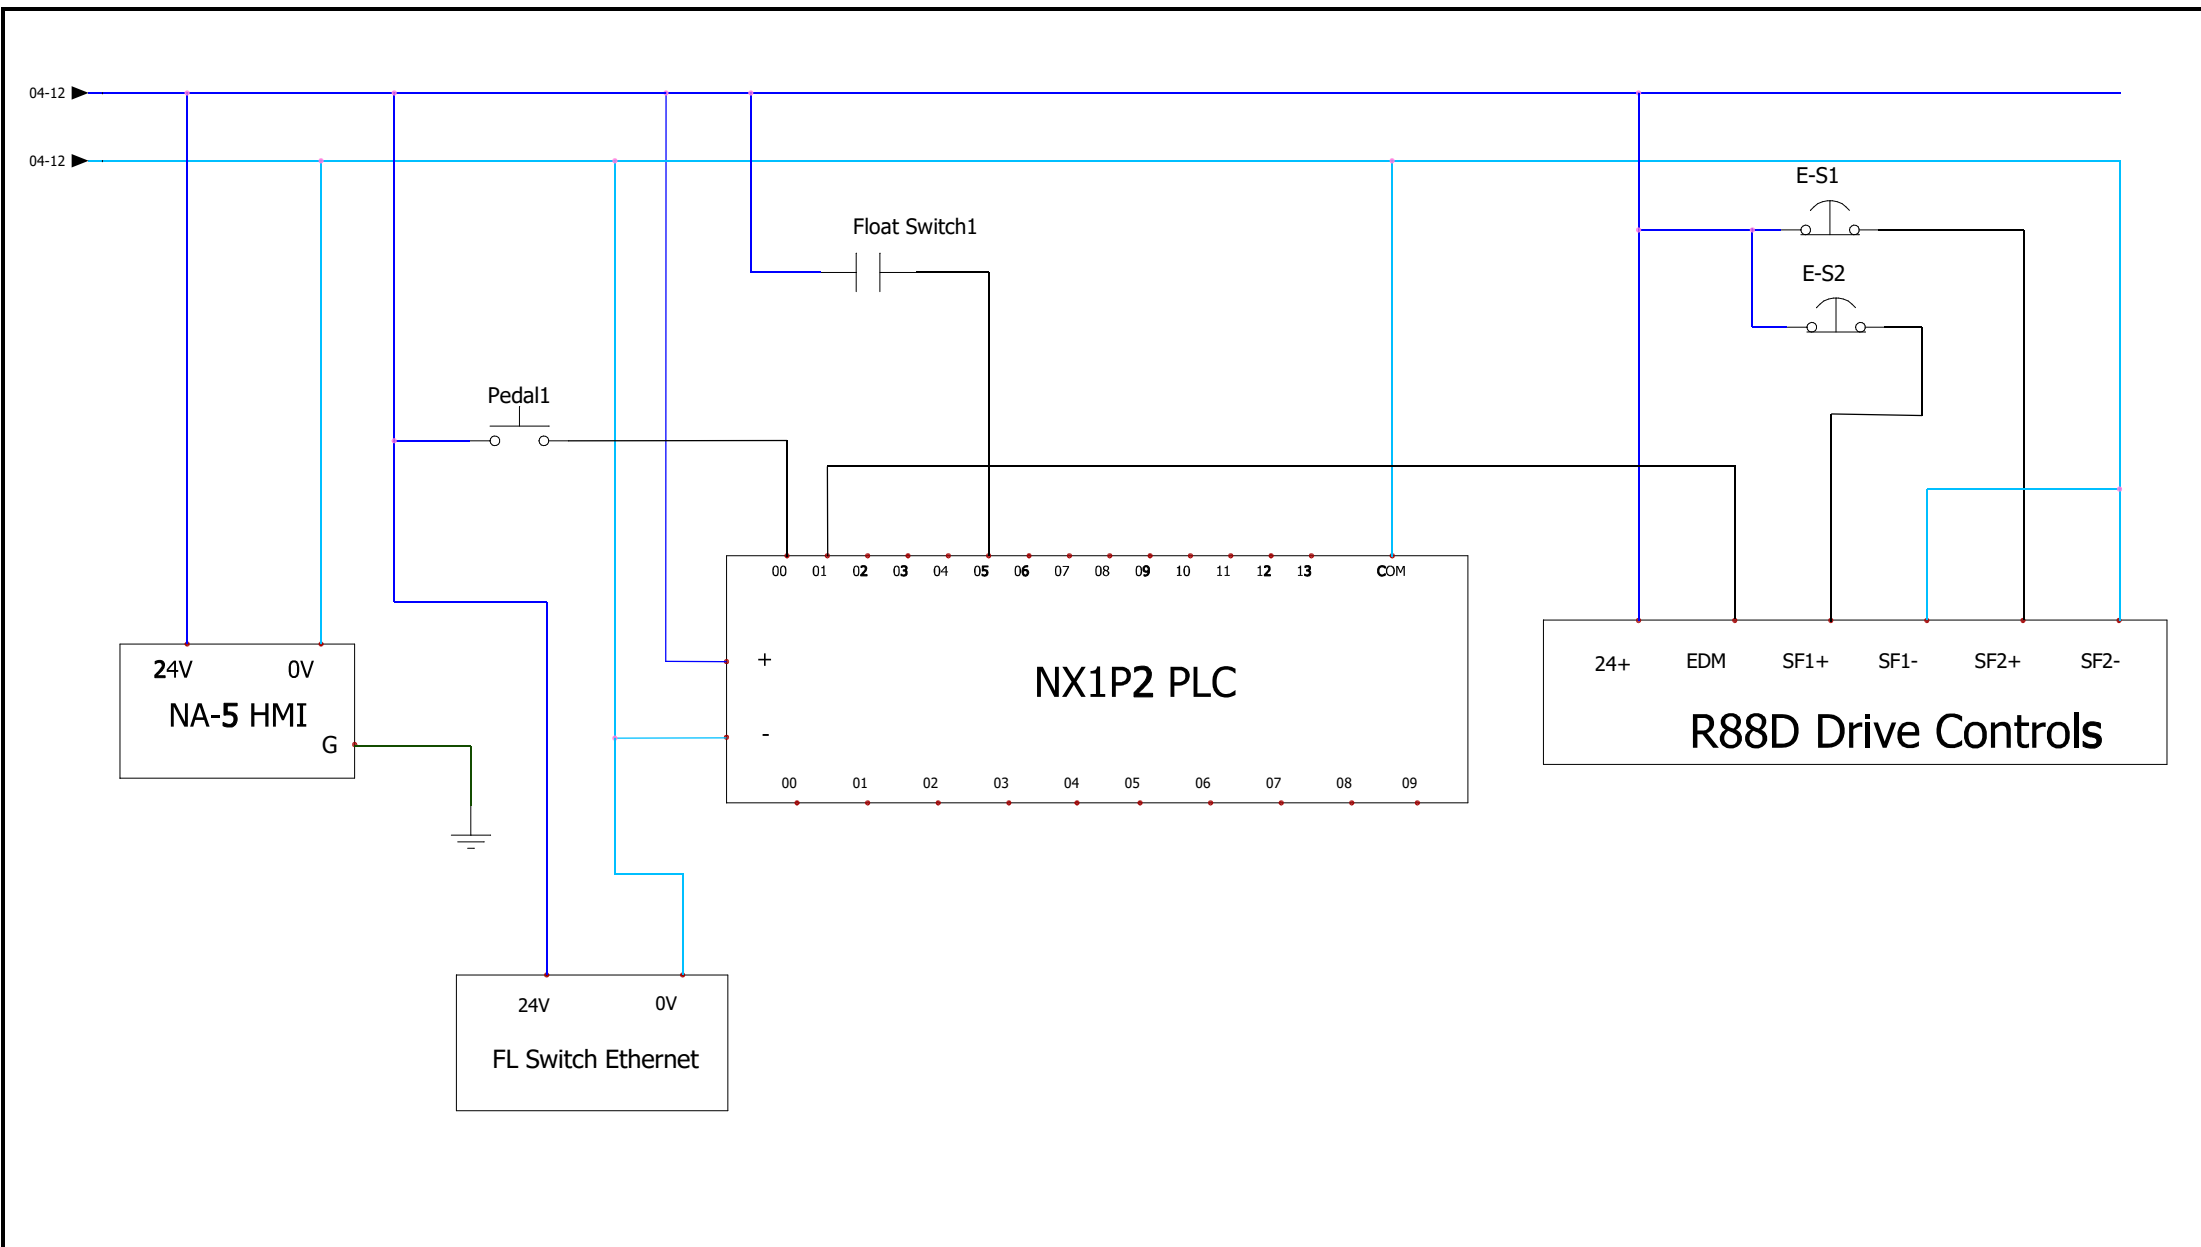 04-12
04-12
E-S1
Float Switch1
E-S2
Pedal1
00 01 02 03 04 05 06 07 08 09 10 11 12 13 COM
+
NX1P2 PLC
-
00 01 02 03 04 05 06 07 08 09
24V 0V
NA-5 HMI
G
24+ EDM SF1+ SF1- SF2+ SF2-
R88D Drive Controls
24V 0V
FL Switch Ethernet